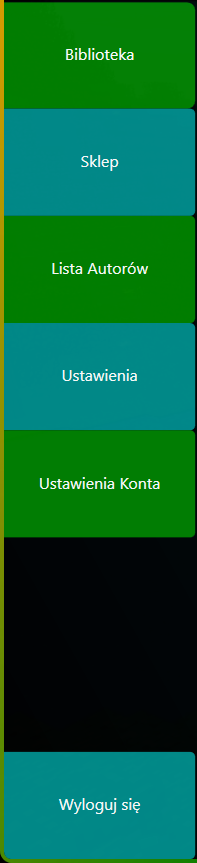 Biblioteka
Sklep
Lista Autorów
Ustawienia
Ustawienia Konta
Wyloguj się